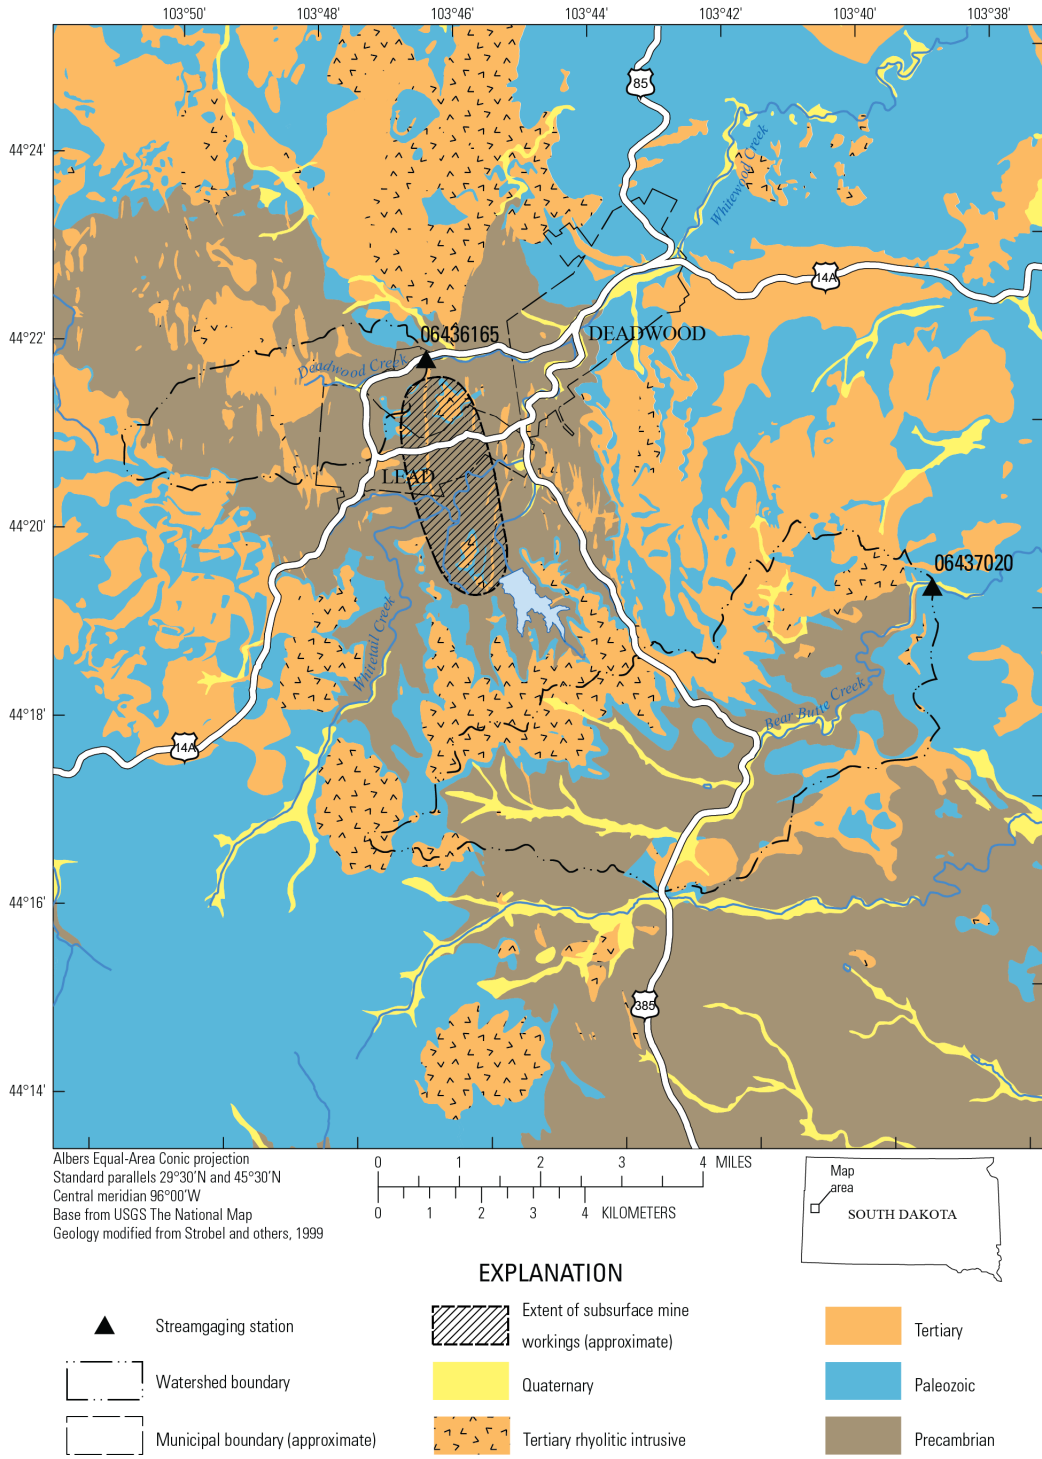 103°50' 103°48' 103°46' 103°44' 103°42' 103°40' 103°38'
85
44°24'
Whitewood Creek
14A
44°22'
06436165
DEADWOOD
Deadwood Creek
LEAD
44°20'
06437020
Whitetail Creek
44°18'
Bear Butte Creek
14A
44°16'
385
44°14'
Albers Equal-Area Conic projection
Standard parallels 29°30'N and 45°30'N
Central meridian 96°00'W
Base from USGS The National Map
Geology modified from Strobel and others, 1999
0 1 2 3 4 MILES
0 1 2 3 4 KILOMETERS
Map
area
SOUTH DAKOTA
EXPLANATION
Streamgaging station
Watershed boundary
Municipal boundary (approximate)
Extent of subsurface mine
workings (approximate)
Quaternary
Tertiary rhyolitic intrusive
Tertiary
Paleozoic
Precambrian